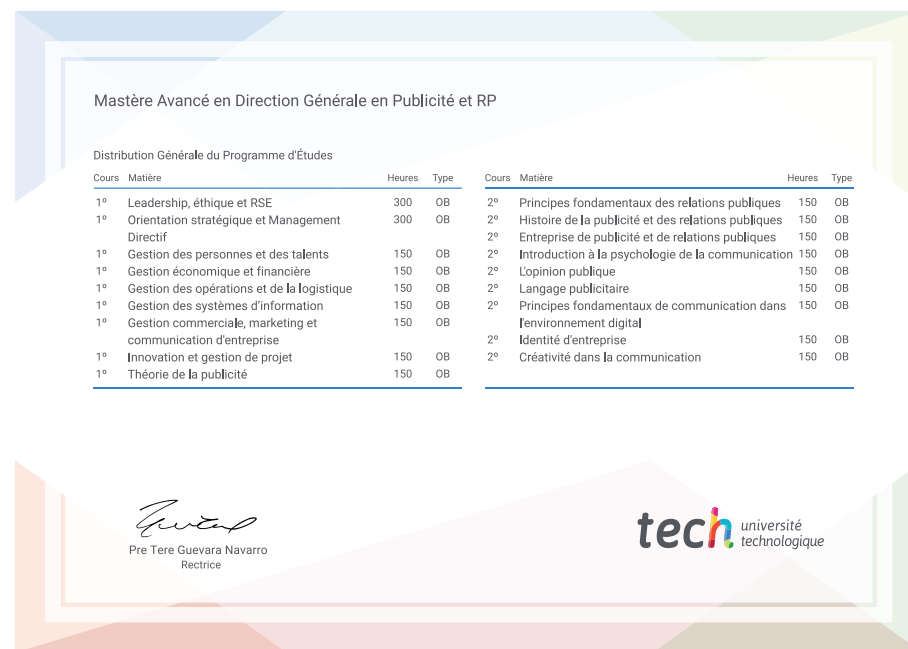 Mastère Avancé en Direction Générale en Publicité et RP
Distribution Générale du Programme d'Études
Cours Matière Heures Type
1º Leadership, éthique et RSE 300 OB
1º Orientation stratégique et Management 300 OB
Directif
1º Gestion des personnes et des talents 150 OB
1º Gestion économique et financière 150 OB
1º Gestion des opérations et de la logistique 150 OB
1º Gestion des systèmes d'information 150 OB
1º Gestion commerciale, marketing et 150 OB
communication d'entreprise
1º Innovation et gestion de projet 150 OB
1º Théorie de la publicité 150 OB
Cours Matière Heures Type
2º Principes fondamentaux des relations publiques 150 OB
2º Histoire de la publicité et des relations publiques 150 OB
2º Entreprise de publicité et de relations publiques 150 OB
2º Introduction à la psychologie de la communication 150 OB
2º L'opinion publique 150 OB
2º Langage publicitaire 150 OB
2º Principes fondamentaux de communication dans 150 OB
l'environnement digital
2º Identité d'entreprise 150 OB
2º Créativité dans la communication 150 OB
Pre Tere Guevara Navarro
Rectrice
tech université
technologique